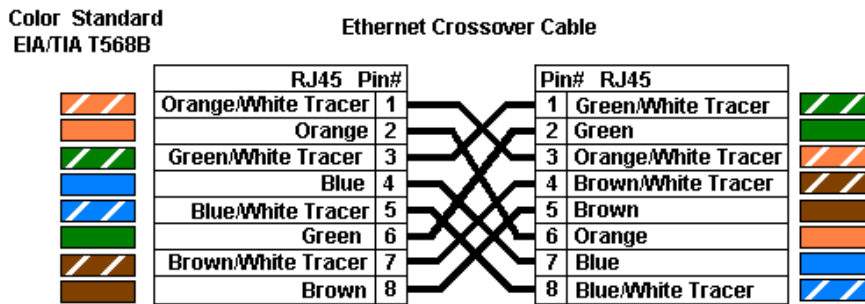 Color Standard
EIA/TIA T568B
Ethernet Crossover Cable
RJ45 Pin#
Orange/White Tracer 1
Orange 2
Green/White Tracer 3
Blue 4
Blue/White Tracer 5
Green 6
Brown/White Tracer 7
Brown 8
Pin# RJ45
1 Green/White Tracer
2 Green
3 Orange/White Tracer
4 Brown/White Tracer
5 Brown
6 Orange
7 Blue
8 Blue/White Tracer